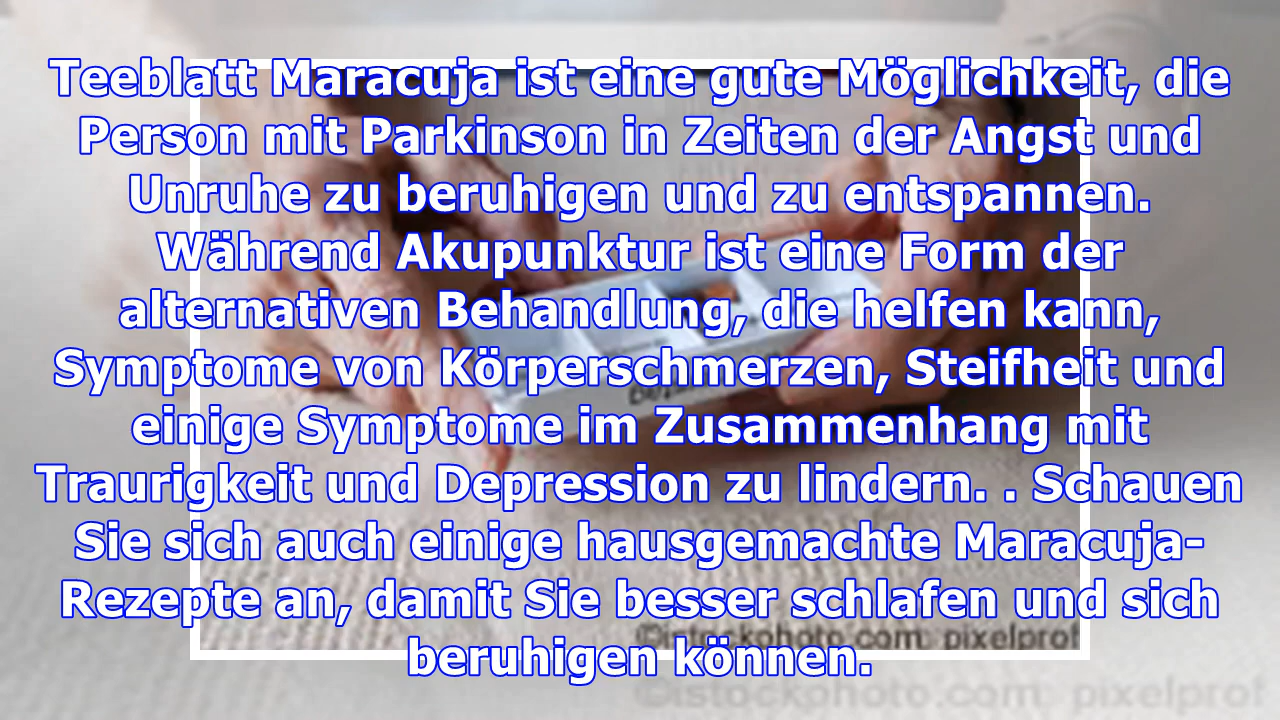 Teeblatt Maracuja ist eine gute Möglichkeit, die
Person mit Parkinson in Zeiten der Angst und
Unruhe zu beruhigen und zu entspannen.
Während Akupunktur ist eine Form der
alternativen Behandlung, die helfen kann,
Symptome von Körperschmerzen, Steifheit und
einige Symptome im Zusammenhang mit
Traurigkeit und Depression zu lindern. . Schauen
Sie sich auch einige hausgemachte Maracuja-
Rezepte an, damit Sie besser schlafen und sich
beruhigen können.
©istockphoto.com: pixelprof
©istockphoto.com: pixelprof